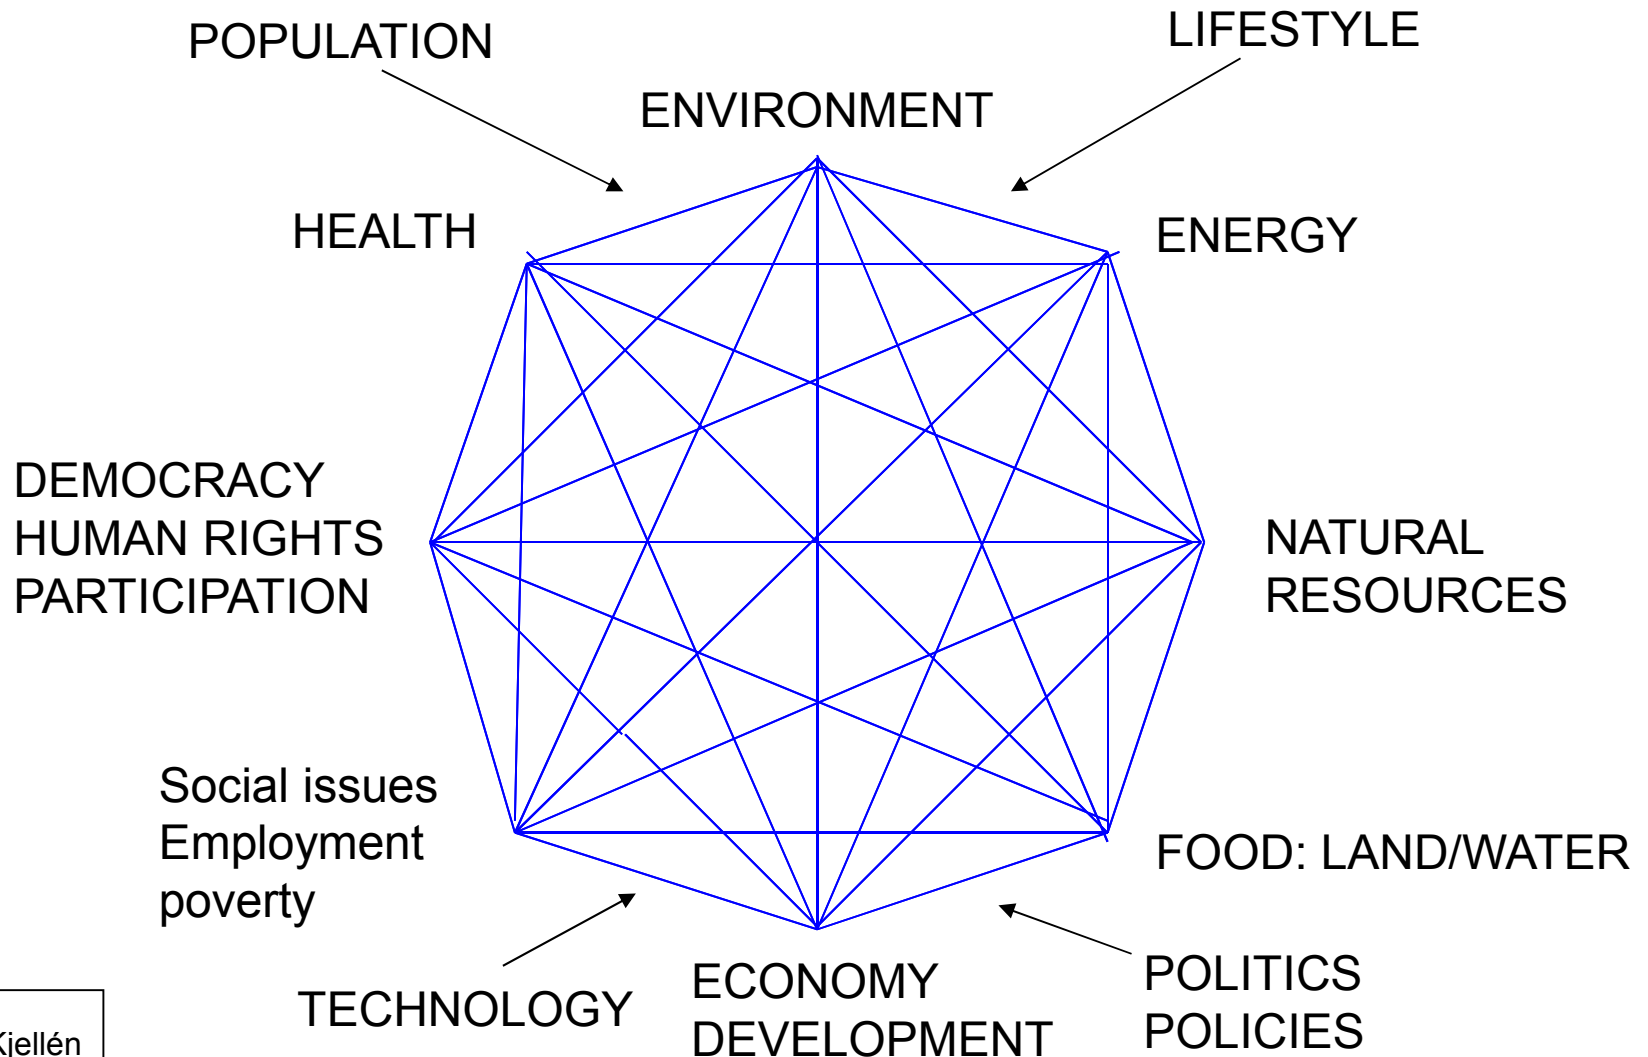 POPULATION
LIFESTYLE
ENVIRONMENT
HEALTH
ENERGY
DEMOCRACY
HUMAN RIGHTS
PARTICIPATION
NATURAL
RESOURCES
Social issues
Employment
poverty
FOOD: LAND/WATER
TECHNOLOGY
ECONOMY
DEVELOPMENT
POLITICS
POLICIES
Kjellén